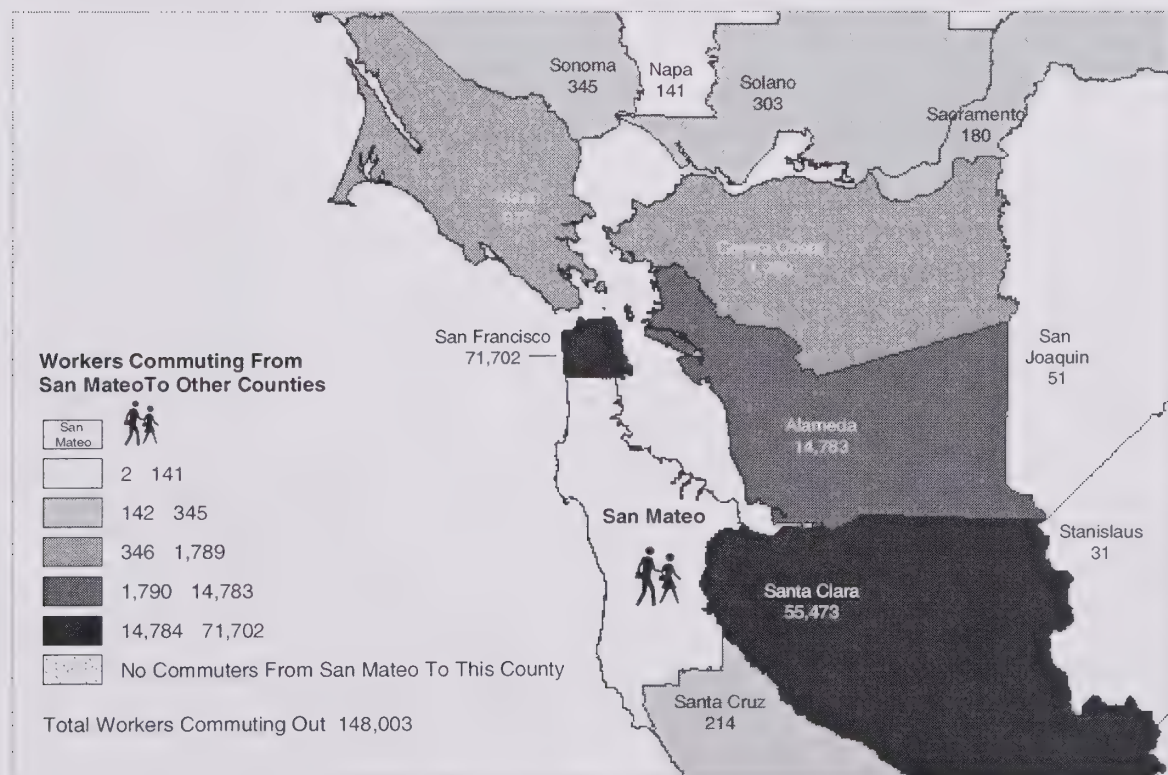 Sonoma
345
Napa
141
Solano
303
Sacramento
180
Contra Costa
San Francisco
71,702
San
Joaquin
51
Workers Commuting From
San MateoTo Other Counties
San
Mateo
2 141
142 345
346 1,789
1,790 14,783
14,784 71,702
No Commuters From San Mateo To This County
Total Workers Commuting Out 148,003
Alameda
14,783
San Mateo
Stanislaus
31
Santa Clara
55,473
Santa Cruz
214